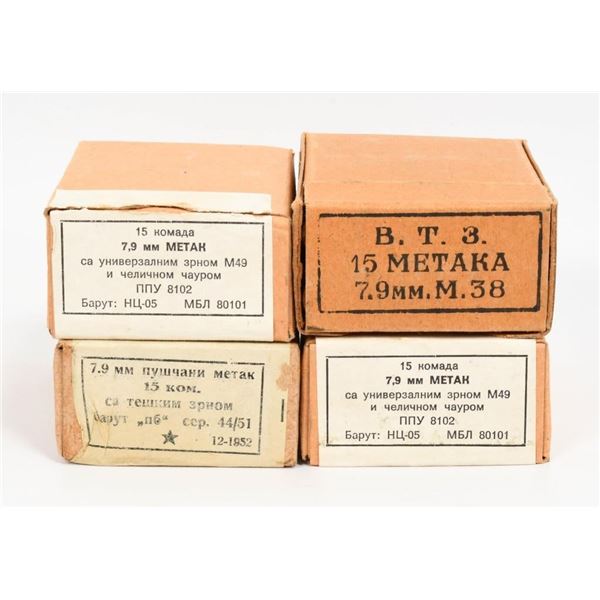 15 комада
7,9 мм МЕТАК
са универзалним зрном М49
и челичном чауром
ППУ 8102
Барут: НЦ-05 МБЛ 80101
В. Т. З.
15 МЕТАКА
7.9мм. М. 38
7.9 мм пушчани метак
15 ком.
са тешким зрном
барут „пб“ сер. 44/51
12-1952
15 комада
7,9 мм МЕТАК
са универзалним зрном М49
и челичном чауром
ППУ 8102
Барут: НЦ-05 МБЛ 80101